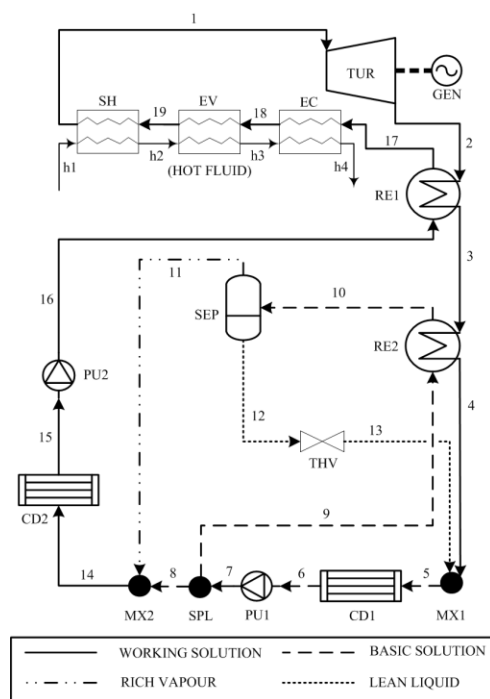 1
TUR
GEN
SH
EV
EC
19
18
17
2
h1
h2
h3
h4
(HOT FLUID)
RE1
3
11
16
SEP
10
RE2
PU2
4
15
12
13
THV
9
CD2
14
8
7
6
5
MX2
SPL
PU1
CD1
MX1
WORKING SOLUTION
BASIC SOLUTION
RICH VAPOUR
LEAN LIQUID